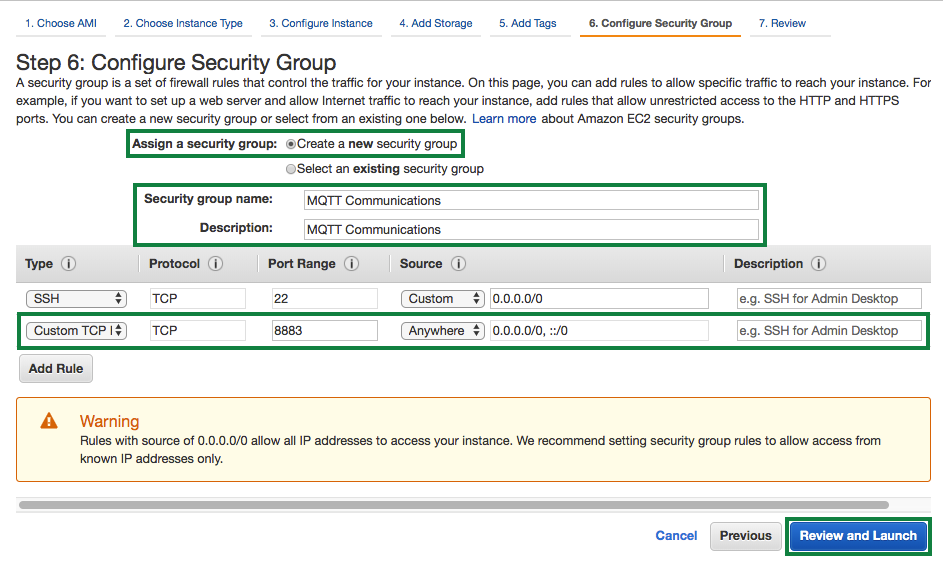 1. Choose AMI 2. Choose Instance Type 3. Configure Instance 4. Add Storage 5. Add Tags 6. Configure Security Group 7. Review
Step 6: Configure Security Group
A security group is a set of firewall rules that control the traffic for your instance. On this page, you can add rules to allow specific traffic to reach your instance. For
example, if you want to set up a web server and allow Internet traffic to reach your instance, add rules that allow unrestricted access to the HTTP and HTTPS
ports. You can create a new security group or select from an existing one below. Learn more about Amazon EC2 security groups.
Assign a security group: Create a new security group
Select an existing security group
Security group name: MQTT Communications
Description: MQTT Communications
Type i Protocol i Port Range i Source i Description i
SSH TCP 22 Custom 0.0.0.0/0 e.g. SSH for Admin Desktop
Custom TCP TCP 8883 Anywhere 0.0.0.0/0, ::/0 e.g. SSH for Admin Desktop
Add Rule
Warning
Rules with source of 0.0.0.0/0 allow all IP addresses to access your instance. We recommend setting security group rules to allow access from
known IP addresses only.
Cancel Previous Review and Launch